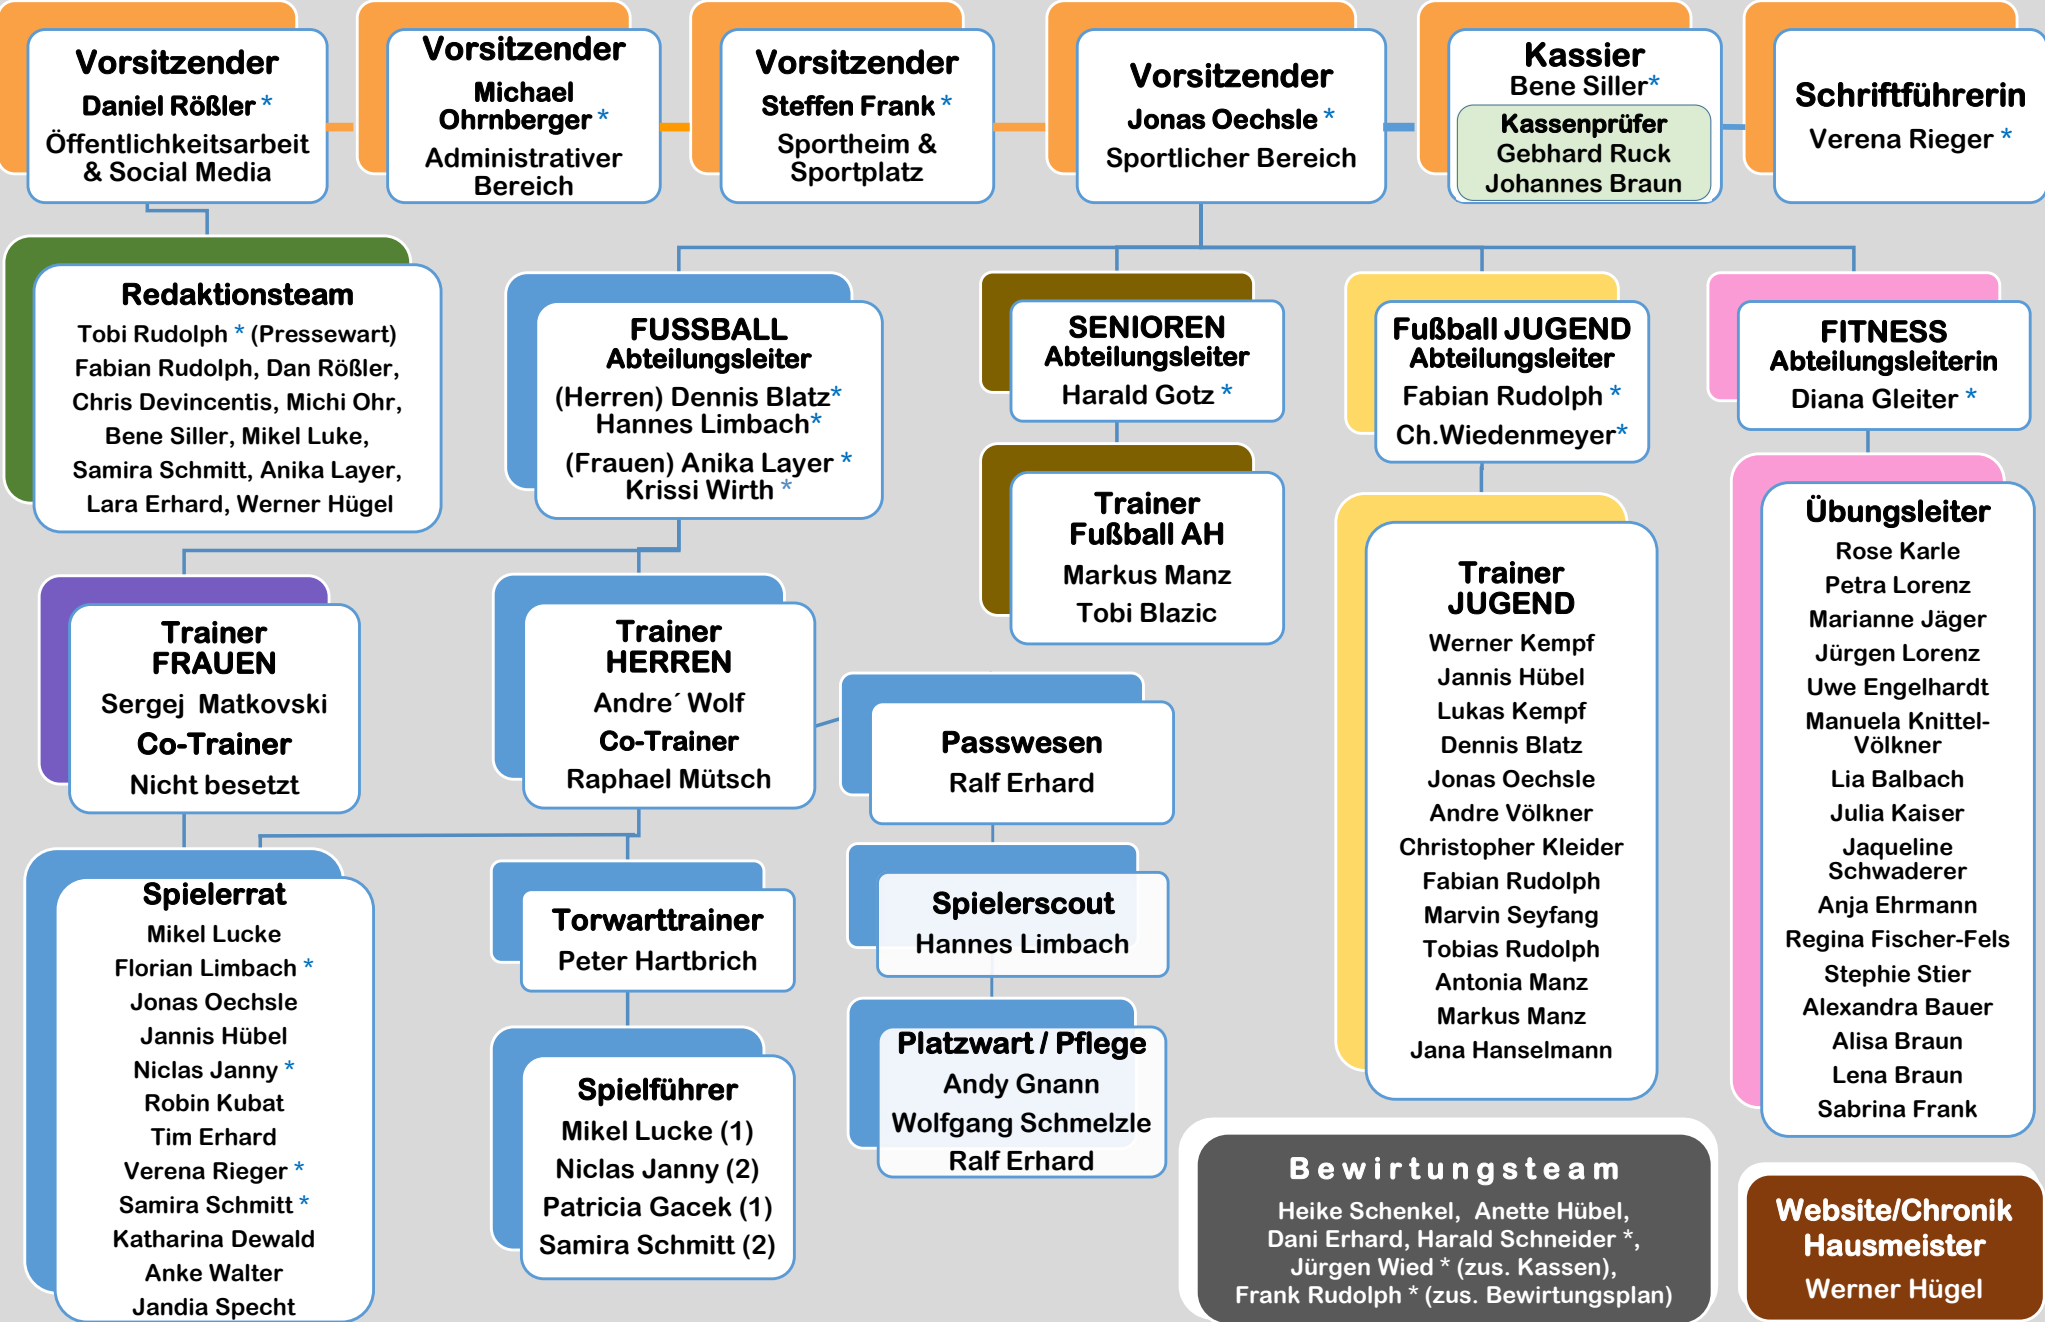 Vorsitzender
Daniel Rößler *
Öffentlichkeitsarbeit
& Social Media
Vorsitzender
Michael
Ohrnberger *
Administrativer
Bereich
Vorsitzender
Steffen Frank *
Sportheim &
Sportplatz
Vorsitzender
Jonas Oechsle *
Sportlicher Bereich
Kassier
Bene Siller*
Kassenprüfer
Gebhard Ruck
Johannes Braun
Schriftführerin
Verena Rieger *
Redaktionsteam
Tobi Rudolph * (Pressewart)
Fabian Rudolph, Dan Rößler,
Chris Devincentis, Michi Ohr,
Bene Siller, Mikel Luke,
Samira Schmitt, Anika Layer,
Lara Erhard, Werner Hügel
FUSSBALL
Abteilungsleiter
(Herren) Dennis Blatz*
Hannes Limbach*
(Frauen) Anika Layer *
Krissi Wirth *
SENIOREN
Abteilungsleiter
Harald Gotz *
Fußball JUGEND
Abteilungsleiter
Fabian Rudolph *
Ch.Wiedenmeyer*
FITNESS
Abteilungsleiterin
Diana Gleiter *
Trainer
Fußball AH
Markus Manz
Tobi Blazic
Trainer
JUGEND
Werner Kempf
Jannis Hübel
Lukas Kempf
Dennis Blatz
Jonas Oechsle
Andre Völkner
Christopher Kleider
Fabian Rudolph
Marvin Seyfang
Tobias Rudolph
Antonia Manz
Markus Manz
Jana Hanselmann
Übungsleiter
Rose Karle
Petra Lorenz
Marianne Jäger
Jürgen Lorenz
Uwe Engelhardt
Manuela Knittel-
Völkner
Lia Balbach
Julia Kaiser
Jaqueline
Schwaderer
Anja Ehrmann
Regina Fischer-Fels
Stephie Stier
Alexandra Bauer
Alisa Braun
Lena Braun
Sabrina Frank
Trainer
FRAUEN
Sergej Matkovski
Co-Trainer
Nicht besetzt
Trainer
HERREN
Andre´ Wolf
Co-Trainer
Raphael Mütsch
Passwesen
Ralf Erhard
Spielerrat
Mikel Lucke
Florian Limbach *
Jonas Oechsle
Jannis Hübel
Niclas Janny *
Robin Kubat
Tim Erhard
Verena Rieger *
Samira Schmitt *
Katharina Dewald
Anke Walter
Jandia Specht
Torwarttrainer
Peter Hartbrich
Spielerscout
Hannes Limbach
Spielführer
Mikel Lucke (1)
Niclas Janny (2)
Patricia Gacek (1)
Samira Schmitt (2)
Platzwart / Pflege
Andy Gnann
Wolfgang Schmelzle
Ralf Erhard
Bewirtungsteam
Heike Schenkel, Anette Hübel,
Dani Erhard, Harald Schneider *,
Jürgen Wied * (zus. Kassen),
Frank Rudolph * (zus. Bewirtungsplan)
Website/Chronik
Hausmeister
Werner Hügel